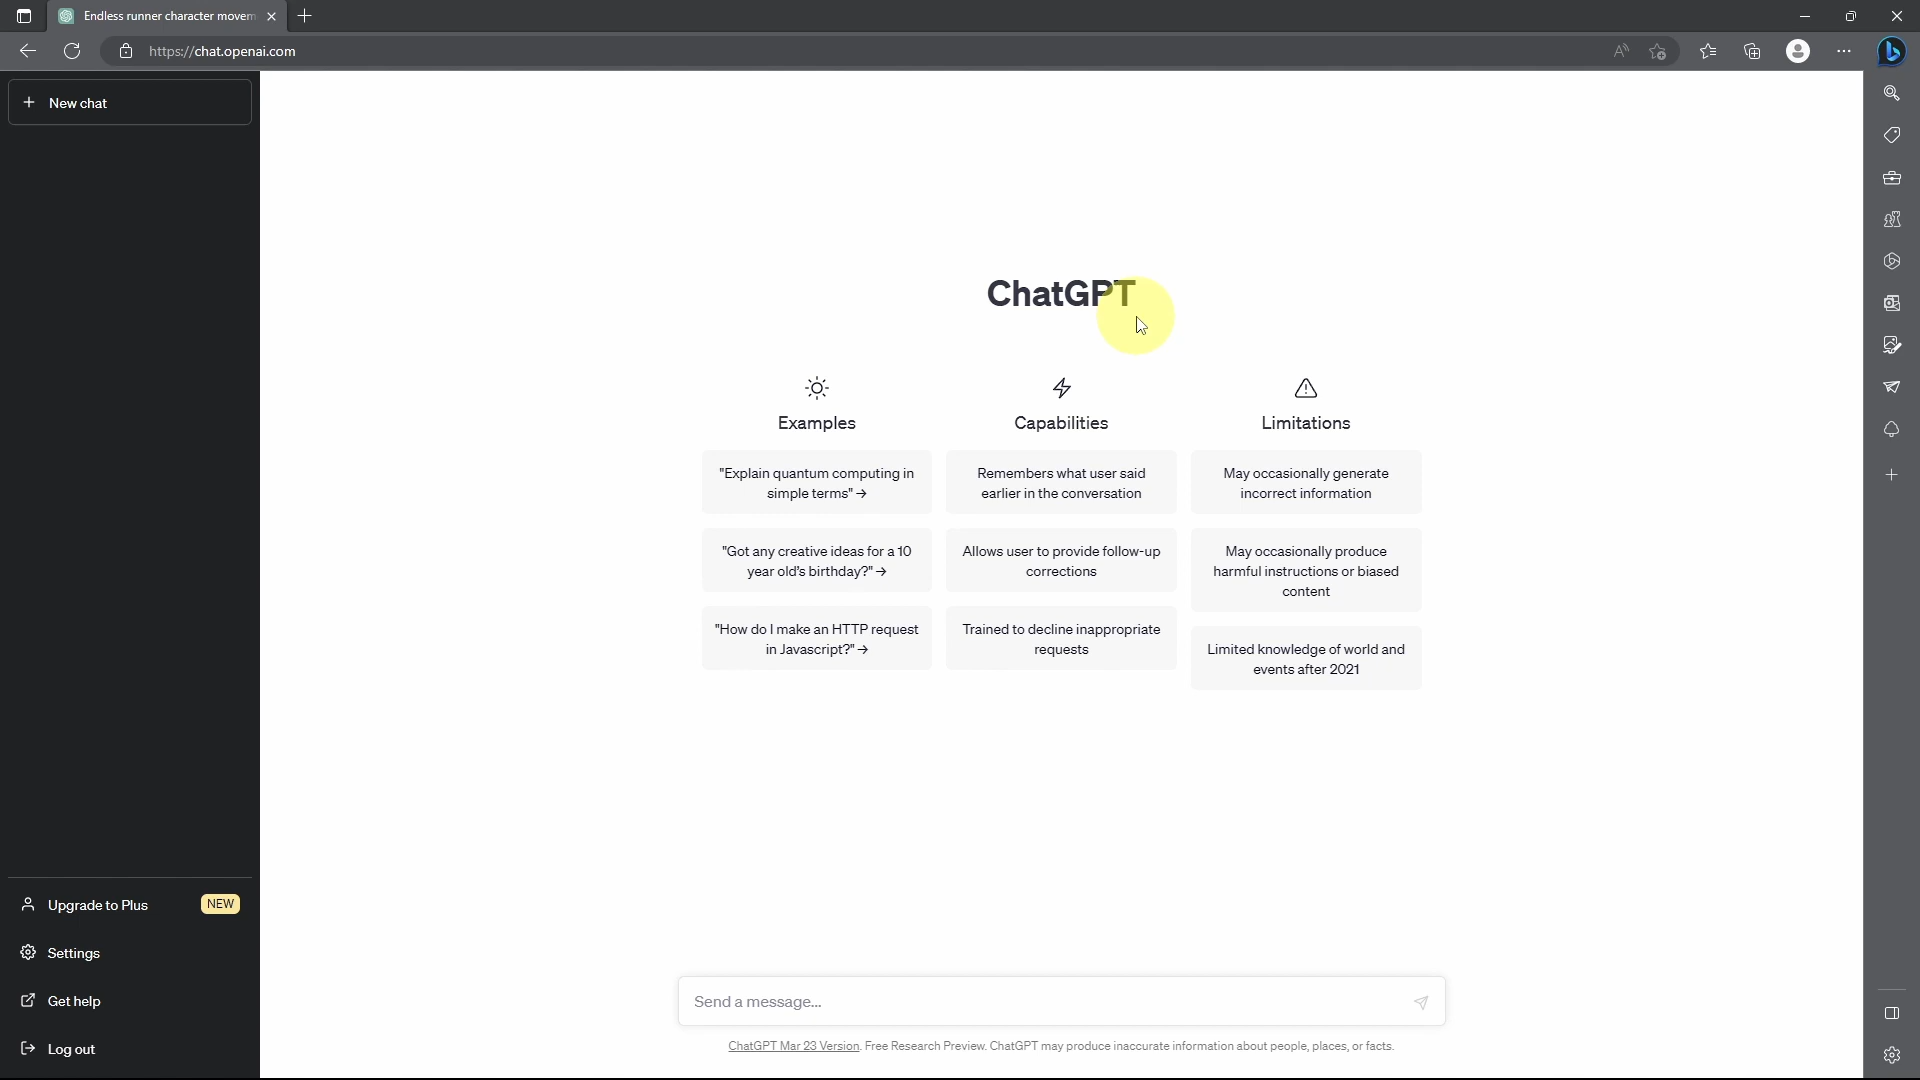 Endless runner character movem
https://chat.openai.com
New chat
ChatGPT
Examples
"Explain quantum computing in
simple terms" →
"Got any creative ideas for a 10
year old's birthday?" →
"How do I make an HTTP request
in Javascript?" →
Capabilities
Remembers what user said
earlier in the conversation
Allows user to provide follow-up
corrections
Trained to decline inappropriate
requests
Limitations
May occasionally generate
incorrect information
May occasionally produce
harmful instructions or biased
content
Limited knowledge of world and
events after 2021
Upgrade to Plus NEW
Settings
Get help
Log out
Send a message...
ChatGPT Mar 23 Version. Free Research Preview. ChatGPT may produce inaccurate information about people, places, or facts.